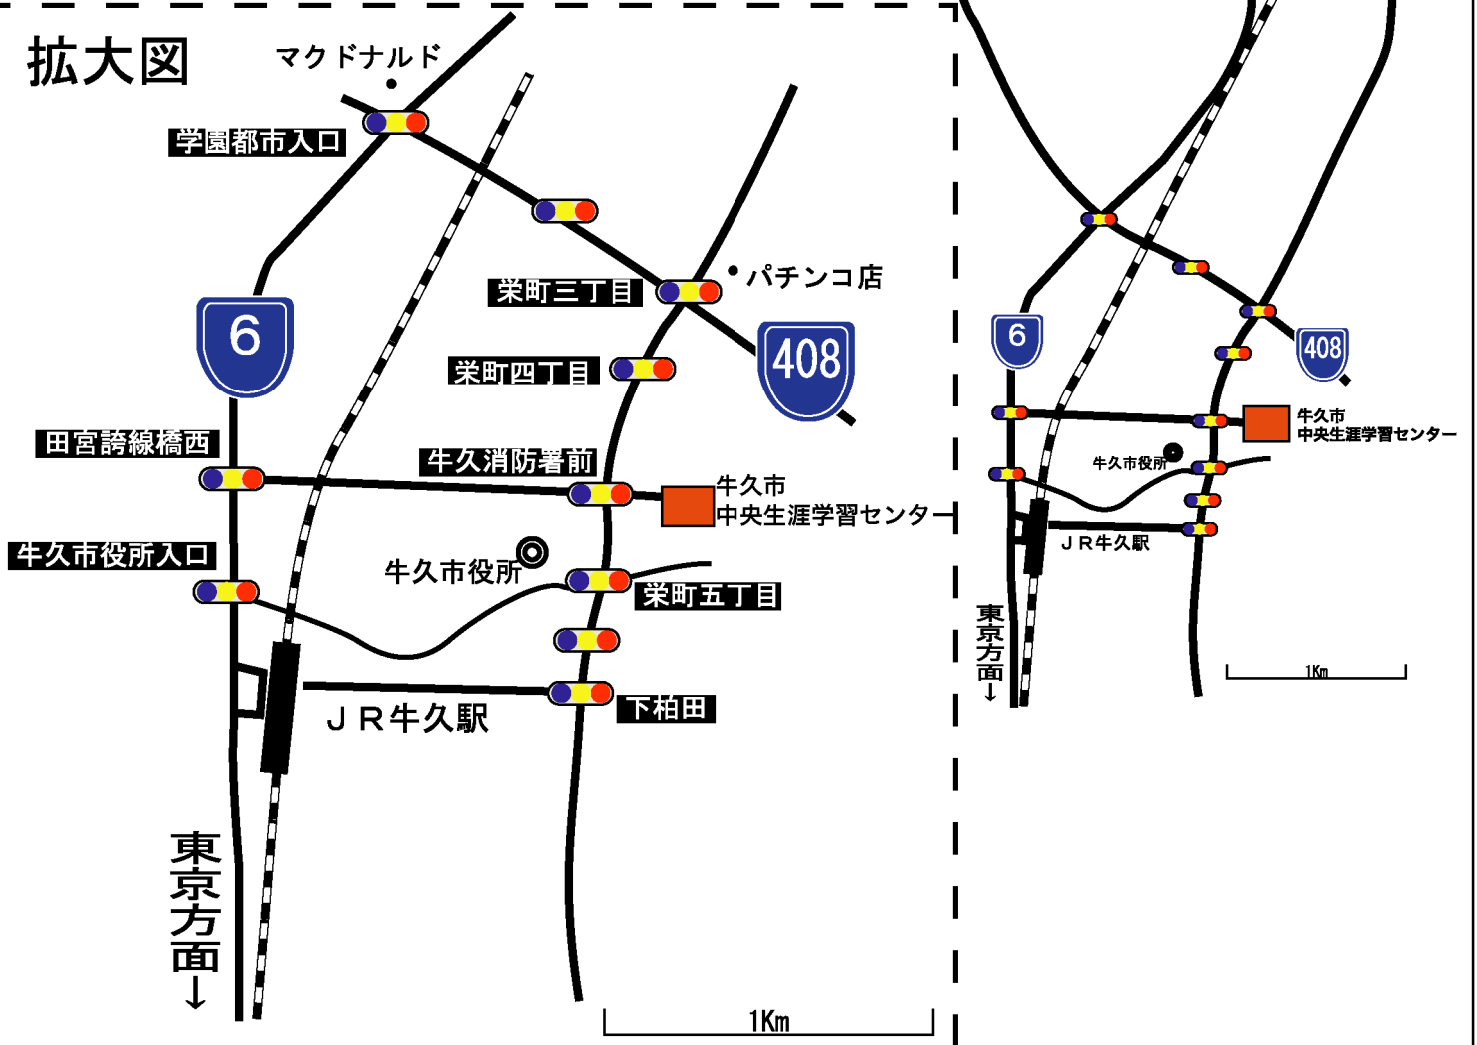 拡大図
マクドナルド
学園都市入口
栄町三丁目
パチンコ店
6
408
栄町四丁目
田宮誇線橋西
牛久消防署前
牛久市
中央生涯学習センター
牛久市役所入口
牛久市役所
栄町五丁目
下柏田
JR牛久駅
東京方面↓
1Km
6
408
牛久市
中央生涯学習センター
牛久市役所
JR牛久駅
東京方面↓
1Km